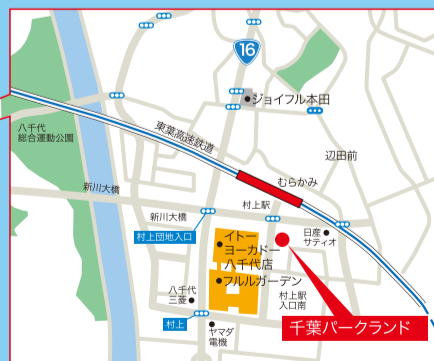 16
ジョイフル本田
八千代
総合運動公園
東葉高速鉄道
辺田前
新川大橋
むらかみ
村上駅
新川大橋
村上団地入口
イトー
ヨーカドー
八千代店
日産
サティオ
フルルガーデン
八千代
三菱
村上駅
入口南
村上
ヤマダ
電機
千葉パークランド